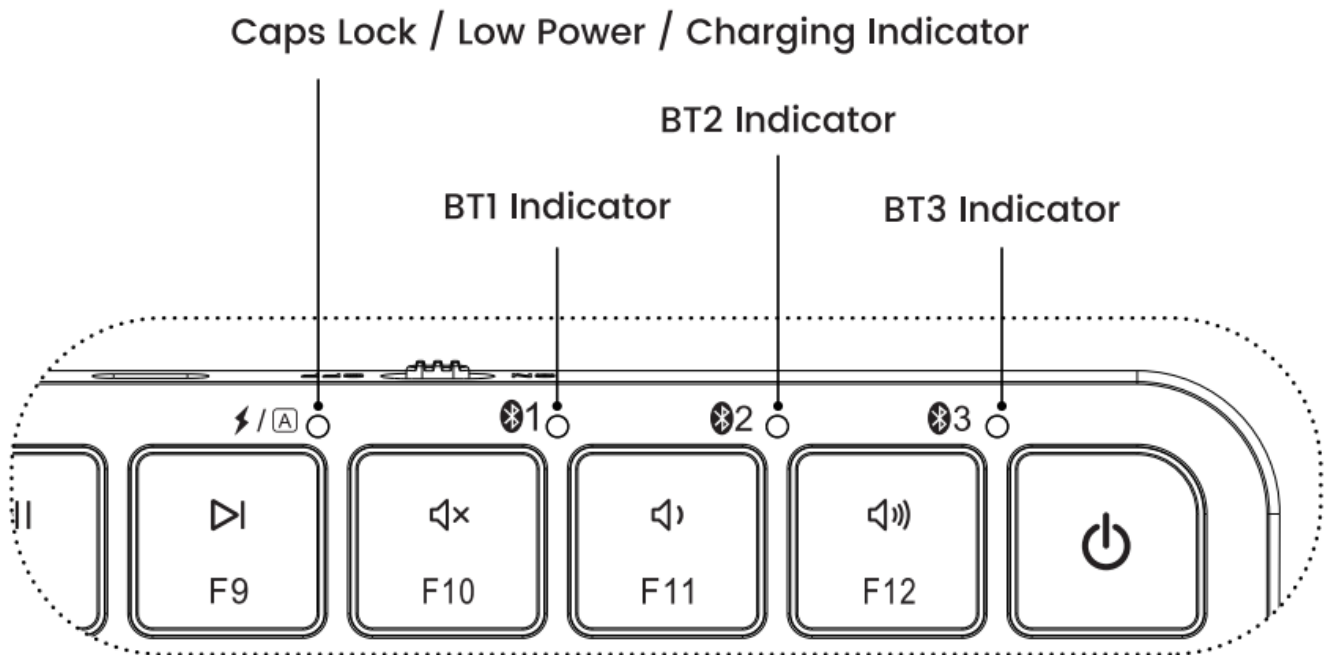 Caps Lock / Low Power / Charging Indicator
BT2 Indicator
BT1 Indicator
BT3 Indicator
/ A
1
2
3
F9
F10
F11
F12